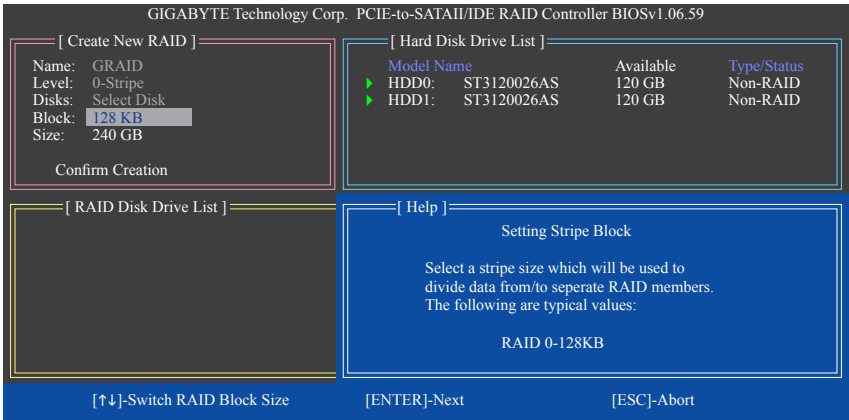 GIGABYTE Technology Corp. PCIE-to-SATAII/IDE RAID Controller BIOSv1.06.59
[ Create New RAID ]
Name: GRAID
Level: 0-Stripe
Disks: Select Disk
Block: 128 KB
Size: 240 GB
Confirm Creation
[ Hard Disk Drive List ]
Model Name Available Type/Status
HDD0: ST3120026AS 120 GB Non-RAID
HDD1: ST3120026AS 120 GB Non-RAID
[ RAID Disk Drive List ]
[ Help ]
Setting Stripe Block
Select a stripe size which will be used to
divide data from/to seperate RAID members.
The following are typical values:
RAID 0-128KB
[↑↓]-Switch RAID Block Size [ENTER]-Next [ESC]-Abort